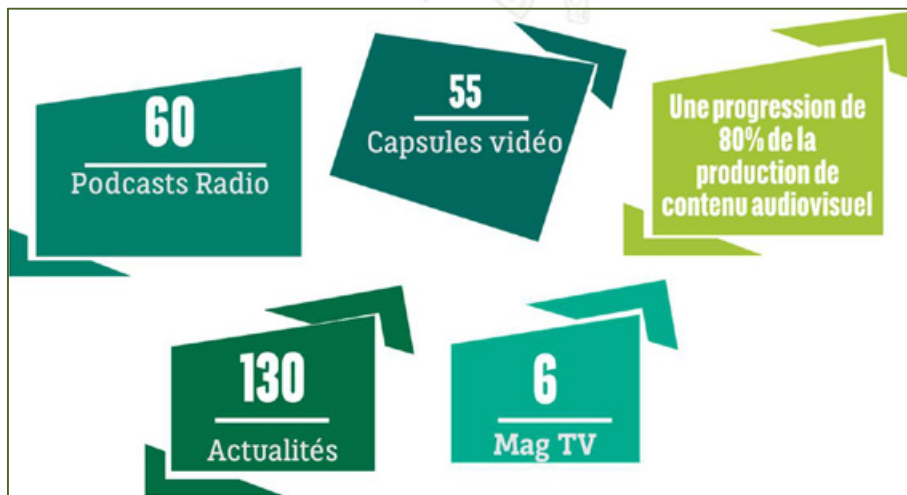 60
Podcasts Radio
55
Capsules vidéo
Une progression de
80% de la
production de
contenu audiovisuel
130
Actualités
6
Mag TV